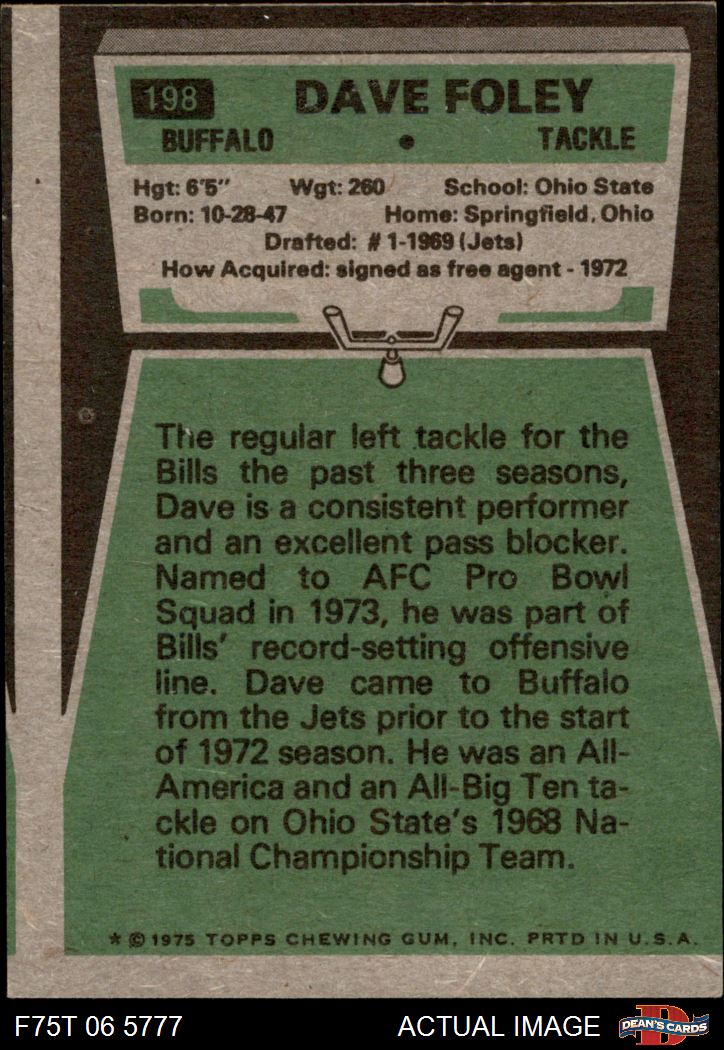 198 DAVE FOLEY
BUFFALO • TACKLE
Hgt: 6'5" Wgt: 260 School: Ohio State
Born: 10-28-47 Home: Springfield, Ohio
Drafted: #1-1969 (Jets)
How Acquired: signed as free agent - 1972
The regular left tackle for the
Bills the past three seasons,
Dave is a consistent performer
and an excellent pass blocker.
Named to AFC Pro Bowl
Squad in 1973, he was part of
Bills' record-setting offensive
line. Dave came to Buffalo
from the Jets prior to the start
of 1972 season. He was an All-
America and an All-Big Ten ta-
ckle on Ohio State's 1968 Na-
tional Championship Team.
* © 1975 TOPPS CHEWING GUM, INC. PRTD IN U.S.A.
F75T 06 5777 ACTUAL IMAGE D DEAN'S CARDS